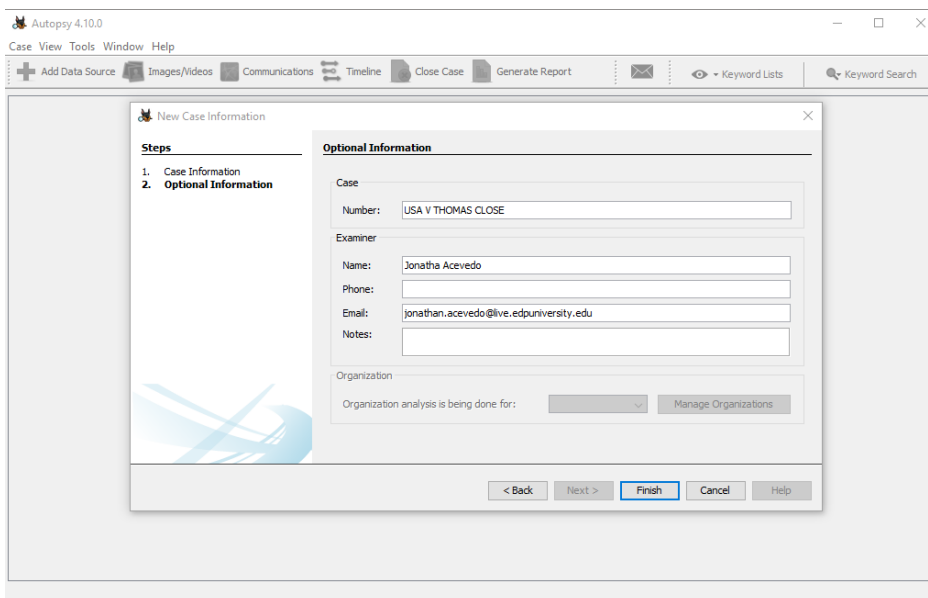 Autopsy 4.10.0
Case View Tools Window Help
Add Data Source Images/Videos Communications Timeline Close Case Generate Report Keyword Lists Keyword Search
New Case Information
Steps
1. Case Information
2. Optional Information
Optional Information
Case
Number: USA V THOMAS CLOSE
Examiner
Name: Jonatha Acevedo
Phone:
Email: jonathan.acevedo@live.edpuniversity.edu
Notes:
Organization
Organization analysis is being done for: Manage Organizations
< Back Next > Finish Cancel Help